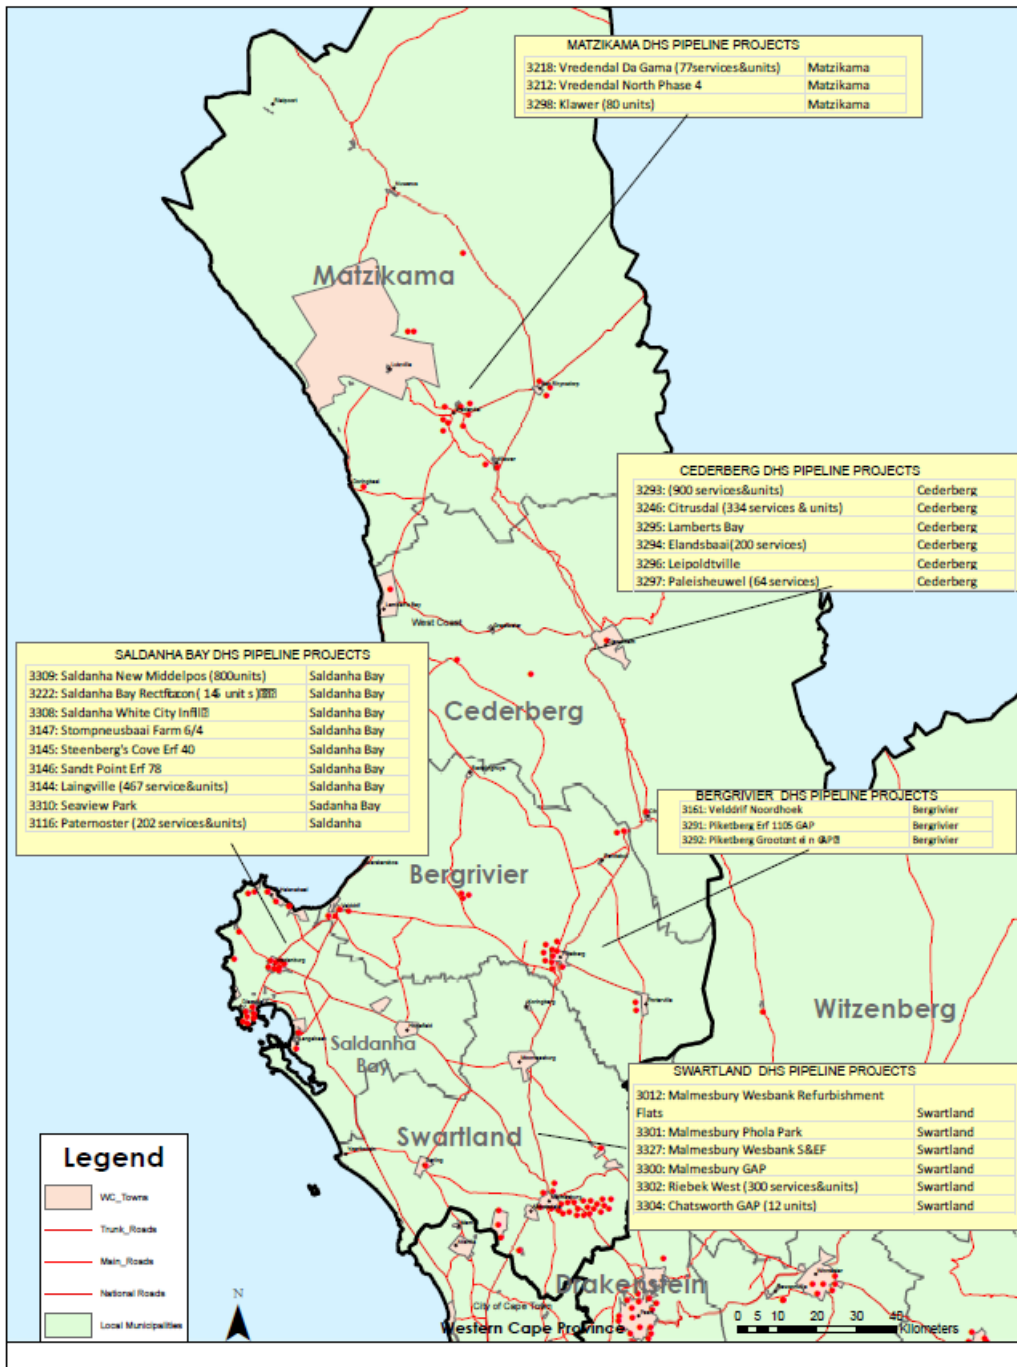 MATZIKAMA DHS PIPELINE PROJECTS
3218: Vredendal Da Gama (77services&units) Matzikama
3212: Vredendal North Phase 4 Matzikama
3298: Klawer (80 units) Matzikama
Matzikama
CEDERBERG DHS PIPELINE PROJECTS
3293: (900 services&units) Cederberg
3246: Citrusdal (334 services & units) Cederberg
3295: Lamberts Bay Cederberg
3294: Elandsbaai(200 services) Cederberg
3296: Leipoldtville Cederberg
3297: Paleisheuwel (64 services) Cederberg
Lamberts Bay
West Coast
SALDANHA BAY DHS PIPELINE PROJECTS
3309: Saldanha New Middelpos (800units) Saldanha Bay
3222: Saldanha Bay Saldanha Bay
3308: Saldanha White City Saldanha Bay
3147: Stompneusbaai Farm 6/4 Saldanha Bay
3145: Steenberg's Cove Erf 40 Saldanha Bay
3146: Sandt Point Erf 78 Saldanha Bay
3144: Laingville (467 service&units) Saldanha Bay
3310: Seaview Park Sadanha Bay
3116: Paternoster (202 services&units) Saldanha
Cederberg
BERGRIVIER DHS PIPELINE PROJECTS
3161: Velddrif Noordhoek Bergrivier
3291: Piketberg Erf 1105 GAP Bergrivier
3292: Piketberg Bergrivier
Bergrivier
Witzenberg
Saldanha
Bay
SWARTLAND DHS PIPELINE PROJECTS
3012: Malmesbury Wesbank Refurbishment
Flats Swartland
3301: Malmesbury Phola Park Swartland
3327: Malmesbury Wesbank S&EF Swartland
3300: Malmesbury GAP Swartland
3302: Riebek West (300 services&units) Swartland
3304: Chatsworth GAP (12 units) Swartland
Swartland
Legend
WC_Towns
Trunk_Roads
Main_Roads
National Roads
Local Municipalities
N
Drakenstein
City of Cape Town
Western Cape Province
0 5 10 20 30 40
Kilometers